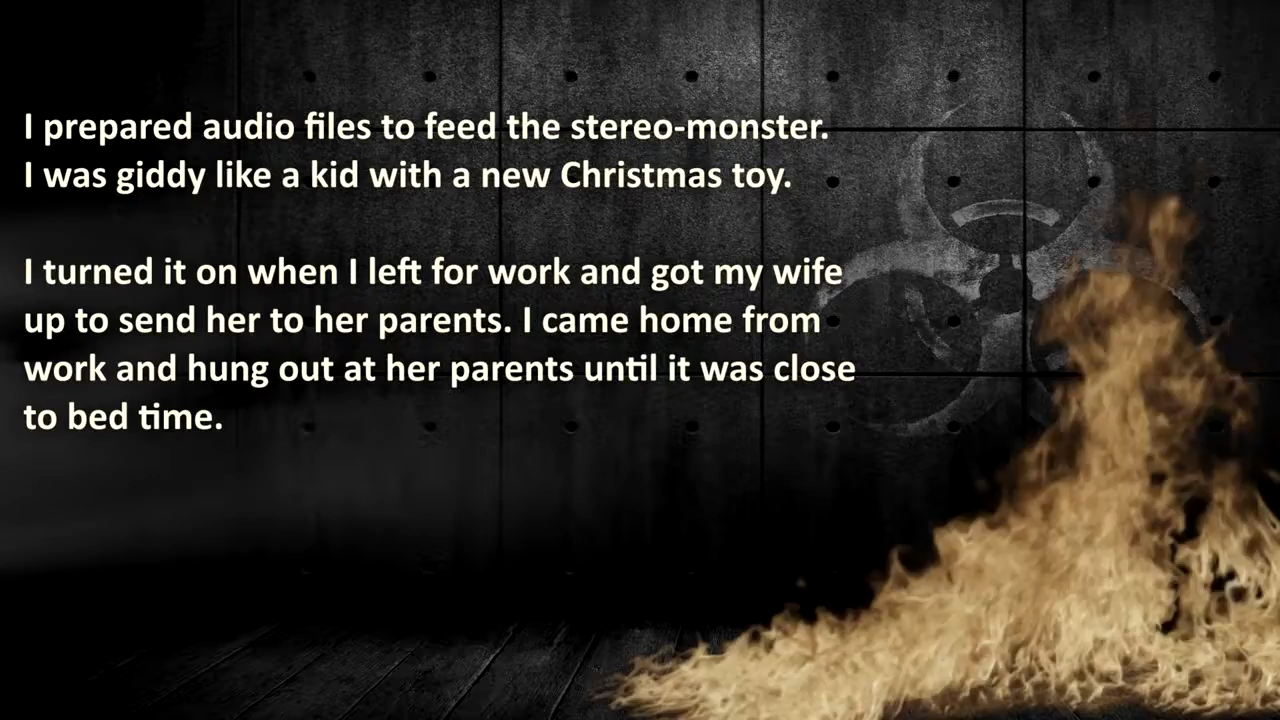 I prepared audio files to feed the stereo-monster.
I was giddy like a kid with a new Christmas toy.
I turned it on when I left for work and got my wife
up to send her to her parents. I came home from
work and hung out at her parents until it was close
to bed time.